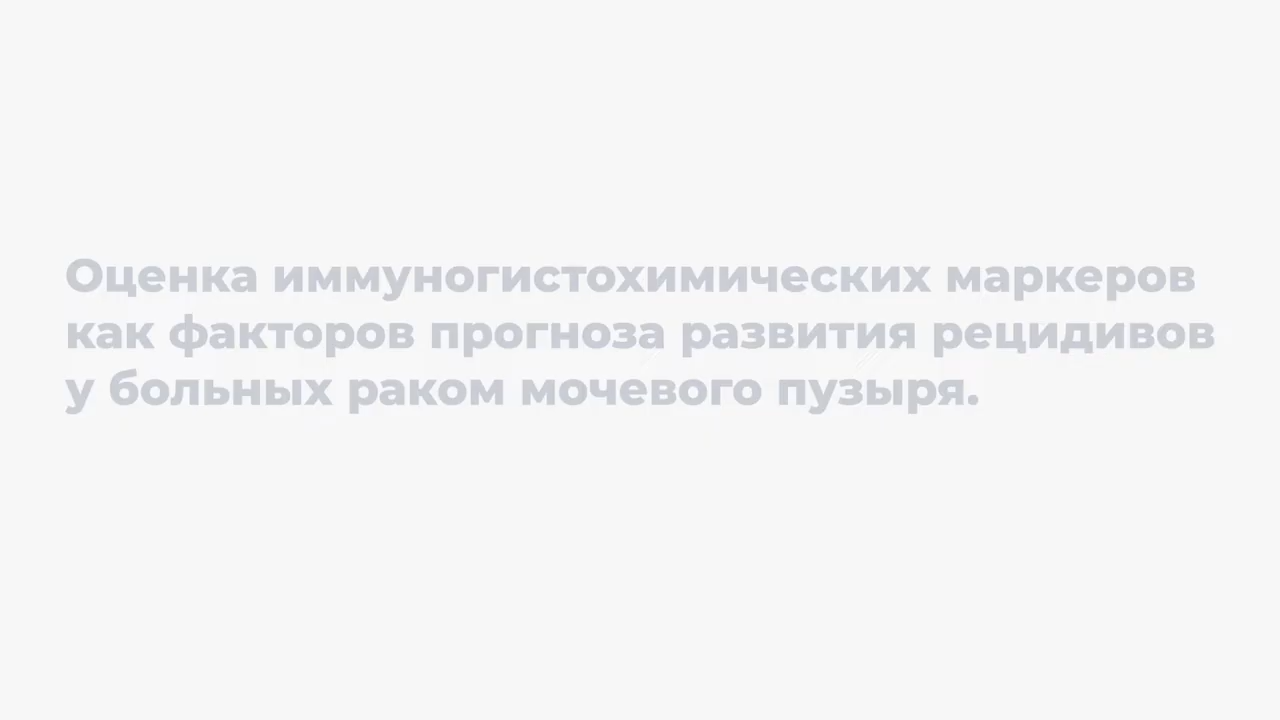 Оценка иммуногистохимических маркеров
как факторов прогноза развития рецидивов
у больных раком мочевого пузыря.